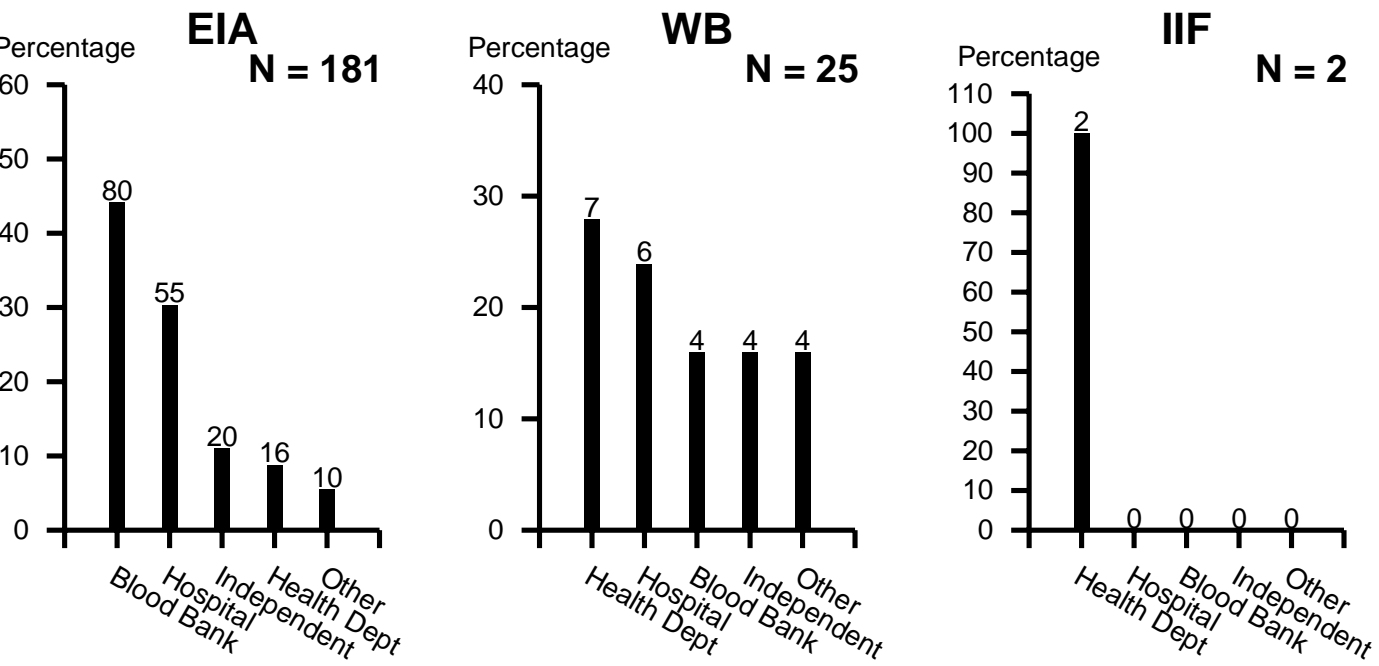 EIA
Percentage
N = 181
60
50
40
30
20
10
0
80
55
20
16
10
Blood Bank
Hospital
Independent
Health Dept
Other
WB
Percentage
N = 25
40
30
20
10
0
7
6
4
4
4
Health Dept
Hospital
Blood Bank
Independent
Other
IIF
Percentage
N = 2
110
100
90
80
70
60
50
40
30
20
10
0
2
0
0
0
0
Health Dept
Hospital
Blood Bank
Independent
Other